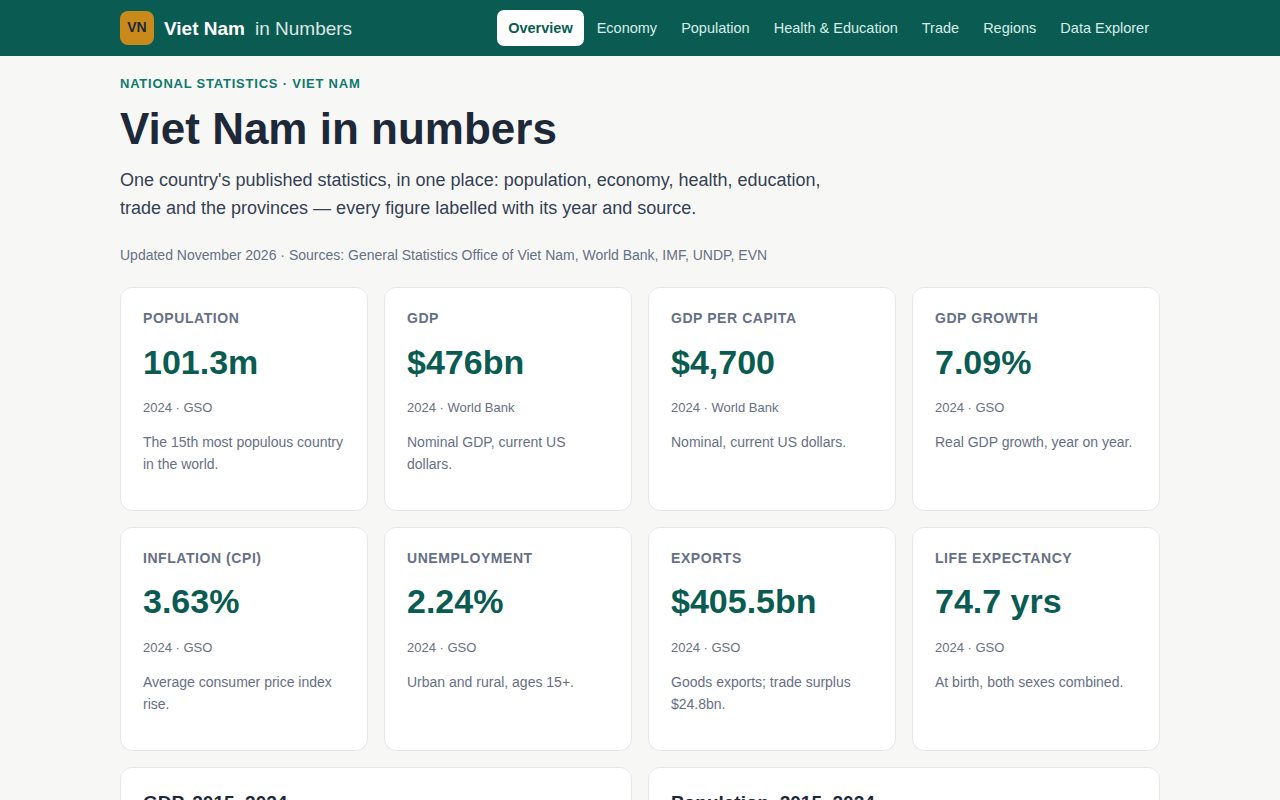 VN Viet Nam in Numbers Overview Economy Population Health & Education Trade Regions Data Explorer
NATIONAL STATISTICS · VIET NAM
Viet Nam in numbers
One country's published statistics, in one place: population, economy, health, education,
trade and the provinces — every figure labelled with its year and source.
Updated November 2026 · Sources: General Statistics Office of Viet Nam, World Bank, IMF, UNDP, EVN
POPULATION
101.3m
2024 · GSO
The 15th most populous country
in the world.
GDP
$476bn
2024 · World Bank
Nominal GDP, current US
dollars.
GDP PER CAPITA
$4,700
2024 · World Bank
Nominal, current US dollars.
GDP GROWTH
7.09%
2024 · GSO
Real GDP growth, year on year.
INFLATION (CPI)
3.63%
2024 · GSO
Average consumer price index
rise.
UNEMPLOYMENT
2.24%
2024 · GSO
Urban and rural, ages 15+.
EXPORTS
$405.5bn
2024 · GSO
Goods exports; trade surplus
$24.8bn.
LIFE EXPECTANCY
74.7 yrs
2024 · GSO
At birth, both sexes combined.